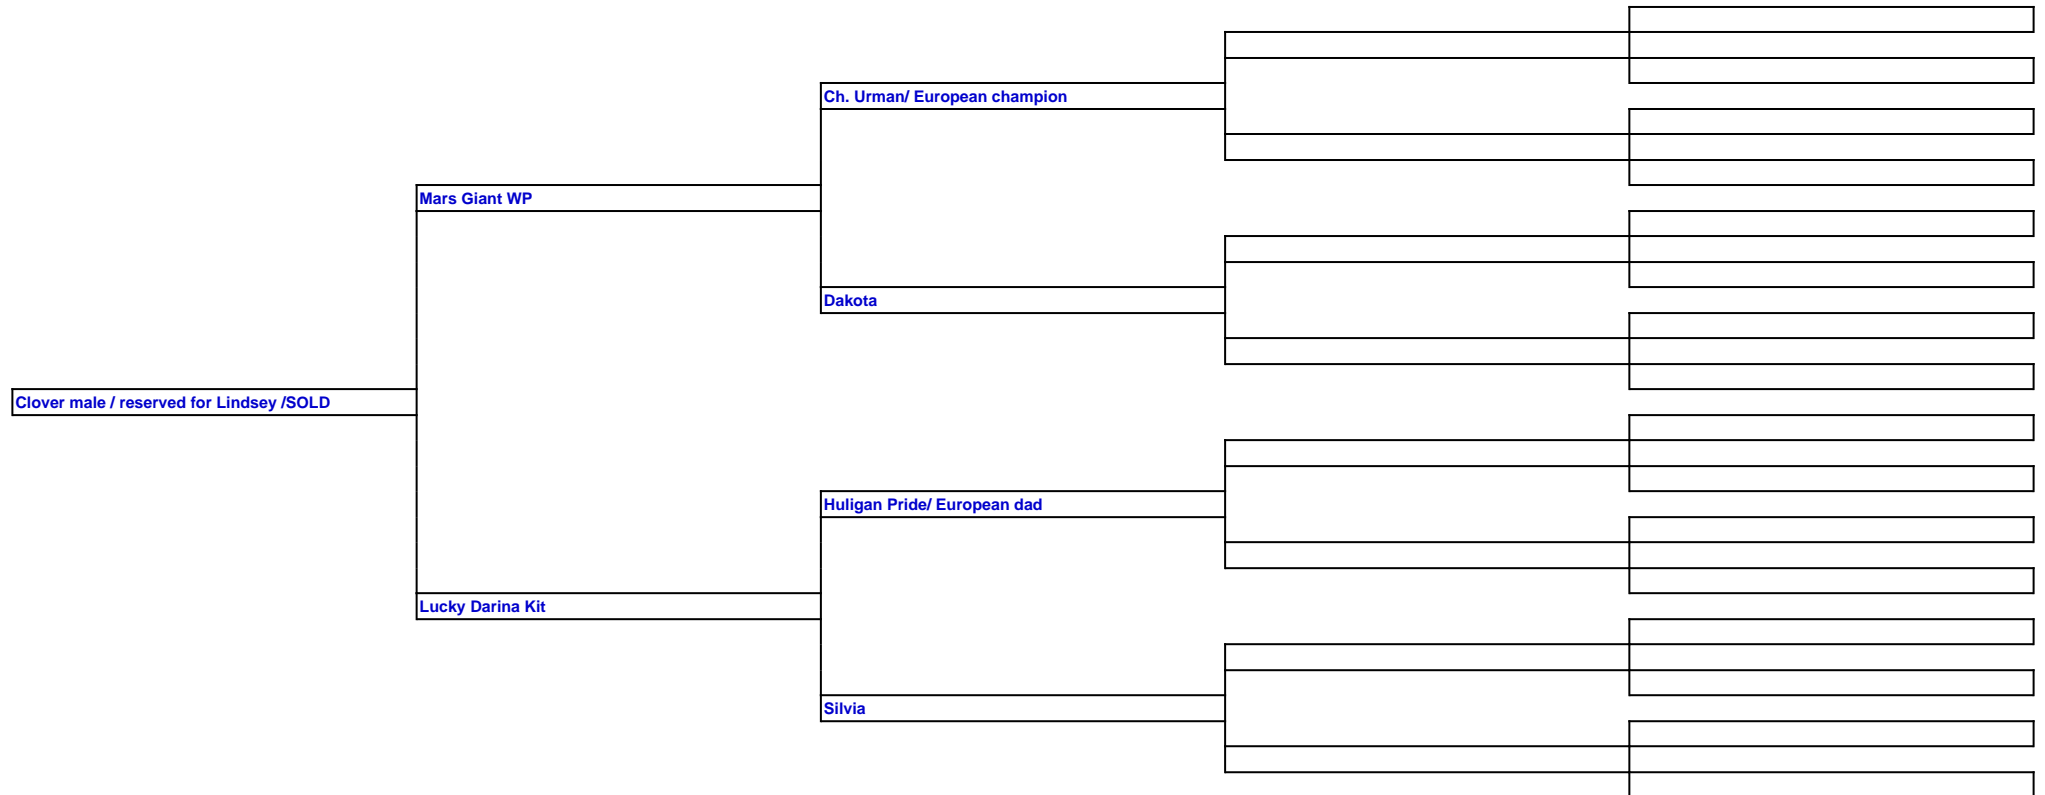 Ch. Urman/ European champion
Mars Giant WP
Dakota
Clover male / reserved for Lindsey /SOLD
Huligan Pride/ European dad
Lucky Darina Kit
Silvia